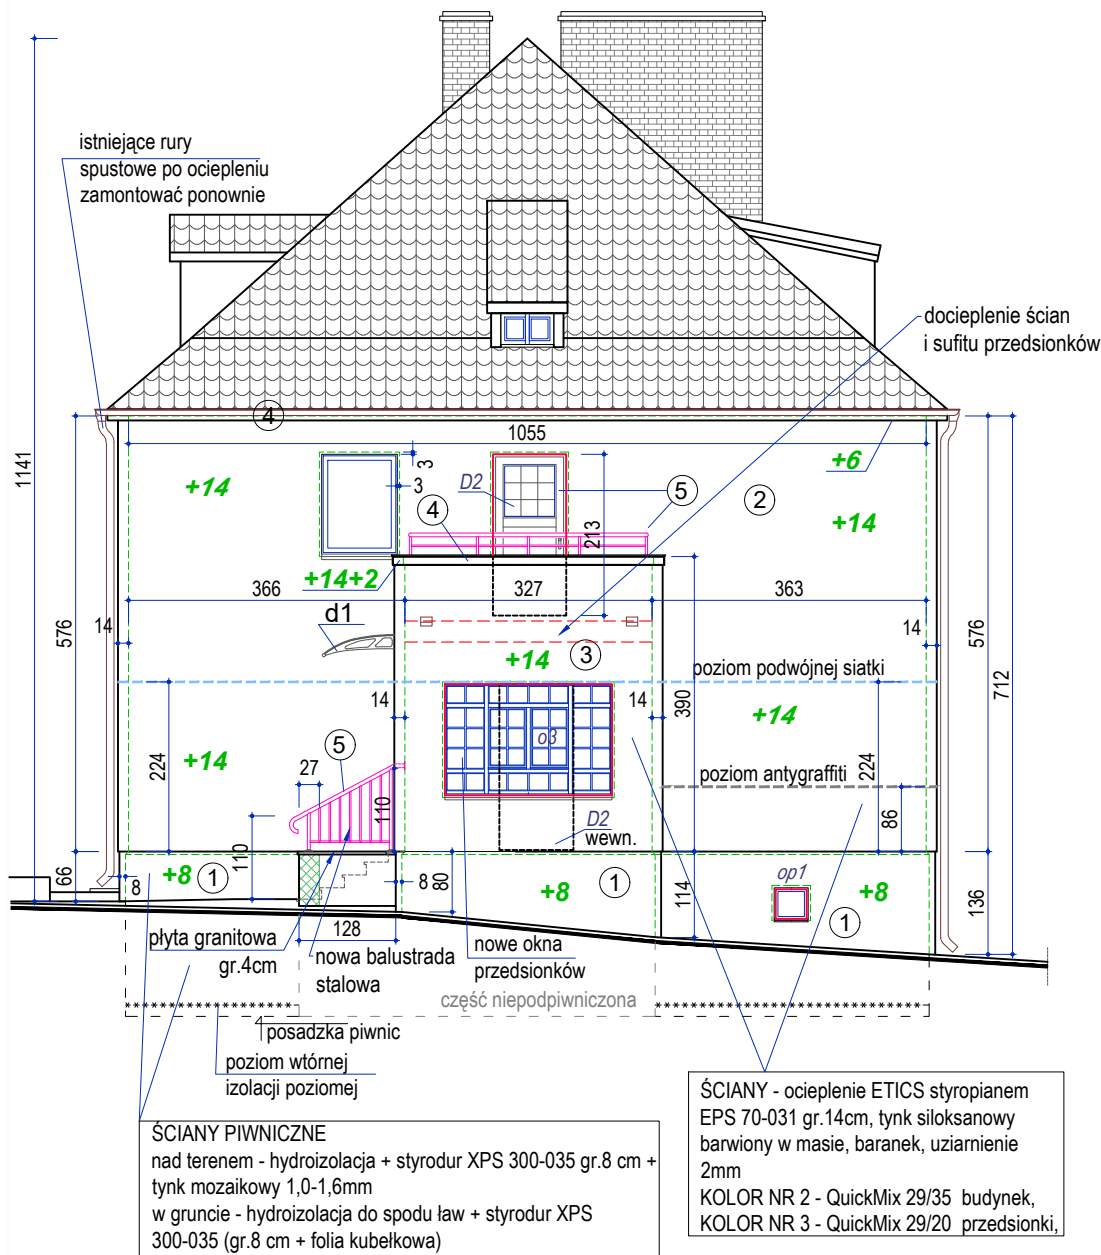 istniejące rury
spustowe po ociepleniu
zamontować ponownie
1141
docieplenie ścian
i sufitu przedsionków
4
1055
+6
3
3
+14
D2
5
2
4
+14
213
+14+2
366
327
363
d1
576
14
14
576
712
3
+14
poziom podwójnej siatki
14
14
390
+14
o3
5
224
+14
27
poziom antygraffiti
224
110
86
D2
wewn.
110
66
8
+8
1
8
80
1
+8
114
op1
+8
1
136
128
płyta granitowa
gr.4cm
nowa balustrada
stalowa
nowe okna
przedsionków
część niepodpiwniczona
posadzka piwnic
poziom wtórnej
izolacji poziomej
ŚCIANY PIWNICZNE
nad terenem - hydroizolacja + styrodur XPS 300-035 gr.8 cm +
tynk mozaikowy 1,0-1,6mm
w gruncie - hydroizolacja do spodu ław + styrodur XPS
300-035 (gr.8 cm + folia kubełkowa)
ŚCIANY - ocieplenie ETICS styropianem
EPS 70-031 gr.14cm, tynk siloksanowy
barwiony w masie, baranek, uziarnienie
2mm
KOLOR NR 2 - QuickMix 29/35 budynek,
KOLOR NR 3 - QuickMix 29/20 przedsionki,